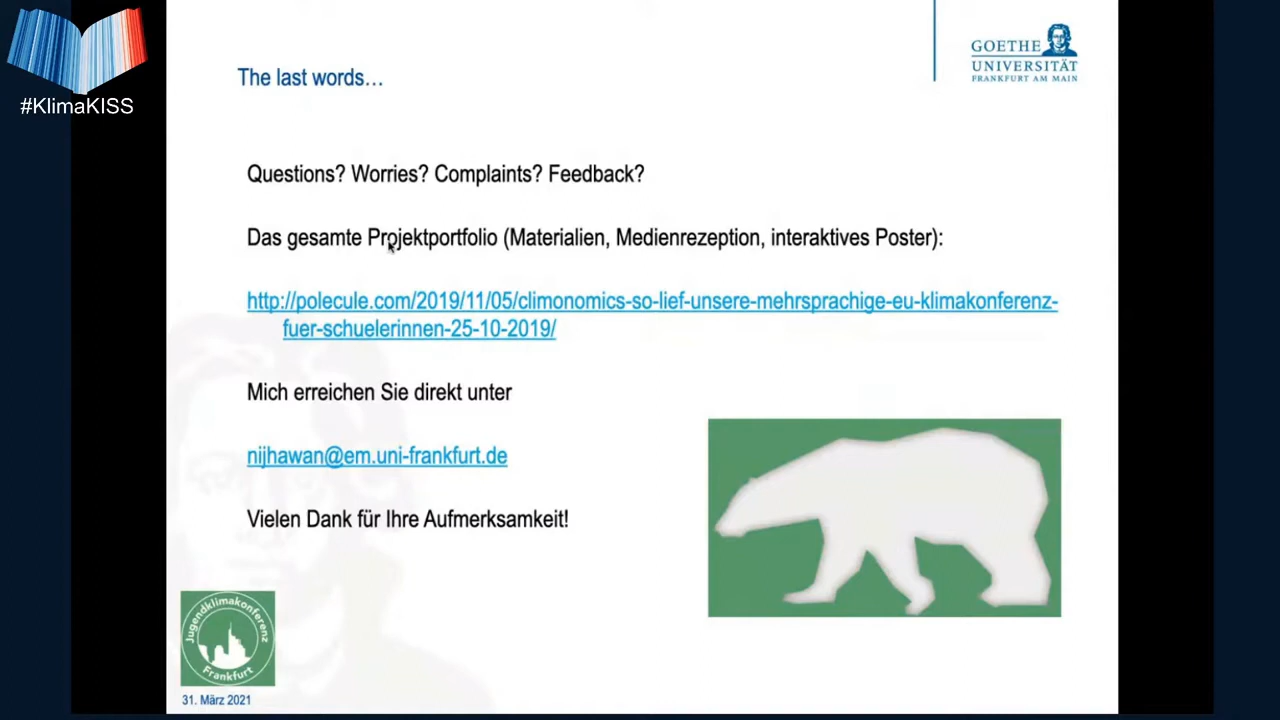 #KlimaKISS
GOETHE
UNIVERSITÄT
FRANKFURT AM MAIN
The last words…
Questions? Worries? Complaints? Feedback?
Das gesamte Projektportfolio (Materialien, Medienrezeption, interaktives Poster):
http://polecule.com/2019/11/05/climonomics-so-lief-unsere-mehrsprachige-eu-klimakonferenz-
fuer-schuelerinnen-25-10-2019/
Mich erreichen Sie direkt unter
nijhawan@em.uni-frankfurt.de
Vielen Dank für Ihre Aufmerksamkeit!
Jugendklimakonferenz
Frankfurt
31. März 2021